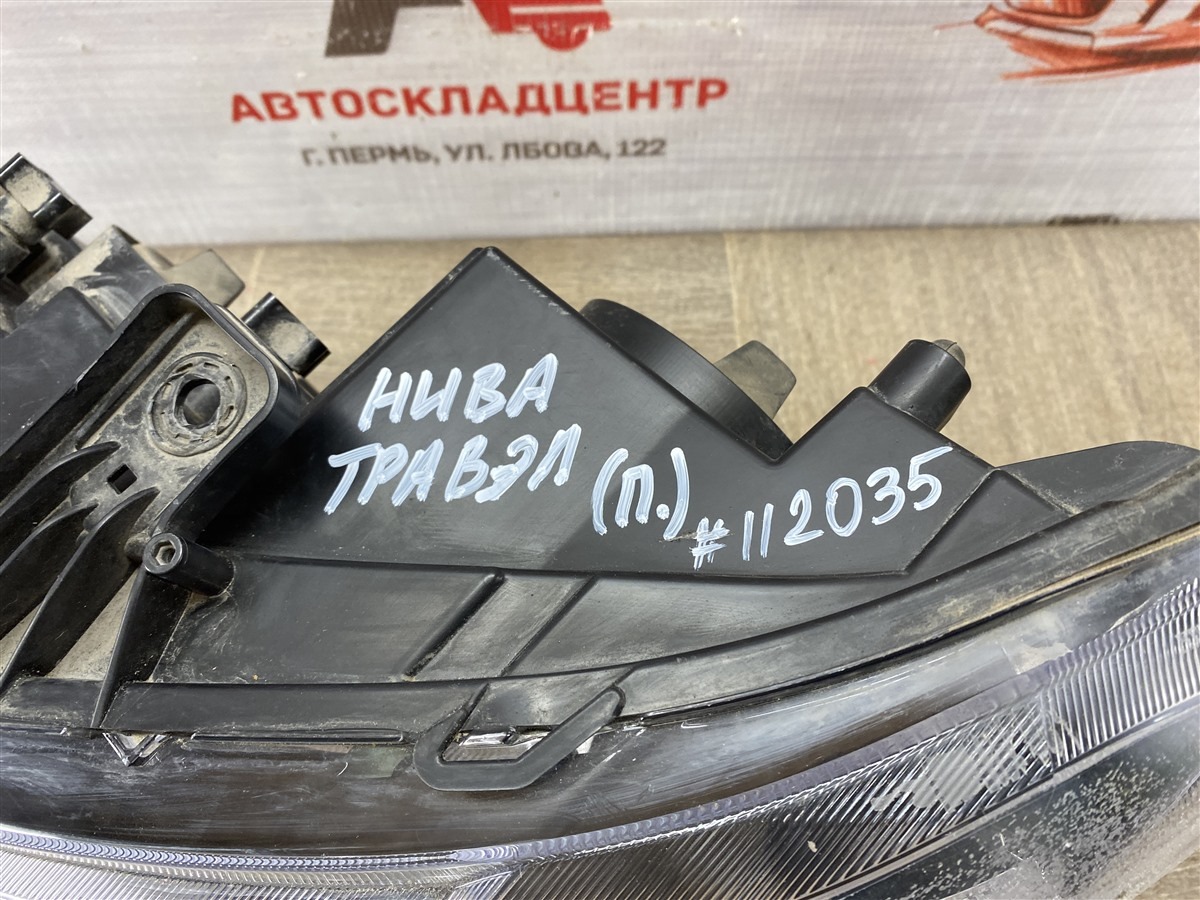 АВТОСКЛАДЦЕНТР
Г. ПЕРМЬ, УЛ. ЛБОВА, 122
НИВА
ТРАВЭЛ (П.) #112035